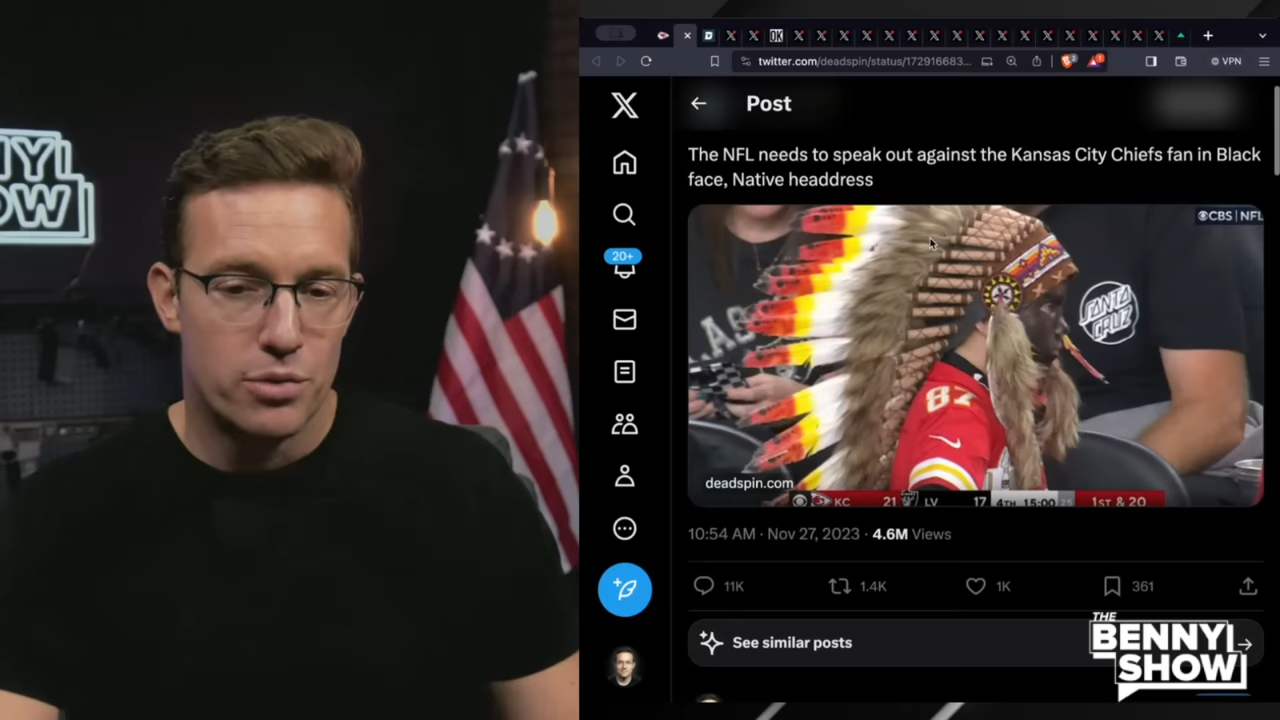 NYI
OW
twitter.com/deadspin/status/172916683...
VPN
Post
The NFL needs to speak out against the Kansas City Chiefs fan in Black
face, Native headdress
CBS | NFL
SANTA
CRUZ
87
deadspin.com
KC 21 LV 17 4TH 15:00 25 1ST & 20
10:54 AM · Nov 27, 2023 · 4.6M Views
20+
11K 1.4K 1K 361
See similar posts
THE
BENNY
SHOW